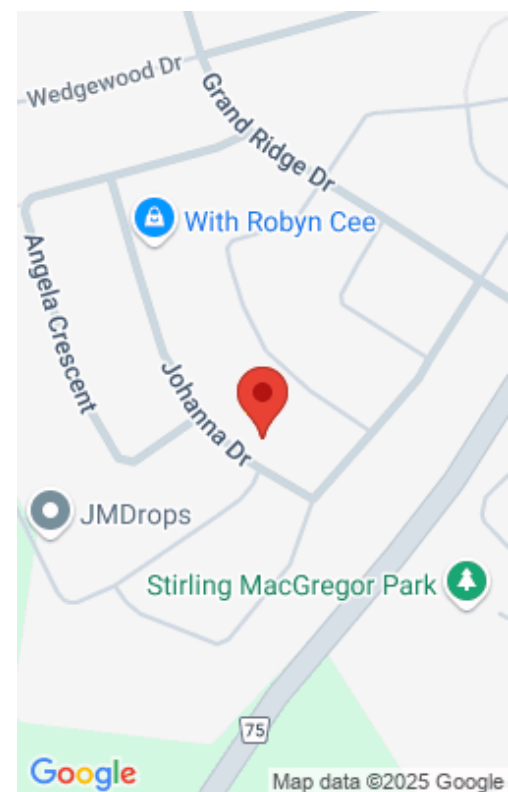 Wedgewood Dr
Grand Ridge Dr
With Robyn Cee
Angela Crescent
Johanna Dr
JMDrops
Stirling MacGregor Park
75
Google
Map data ©2025 Google